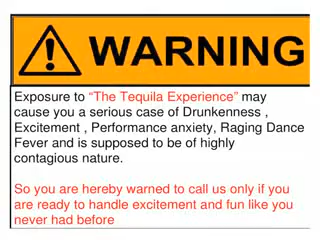 WARNING
Exposure to “The Tequila Experience” may
cause you a serious case of Drunkenness ,
Excitement , Performance anxiety, Raging Dance
Fever and is supposed to be of highly
contagious nature.
So you are hereby warned to call us only if you
are ready to handle excitement and fun like you
never had before